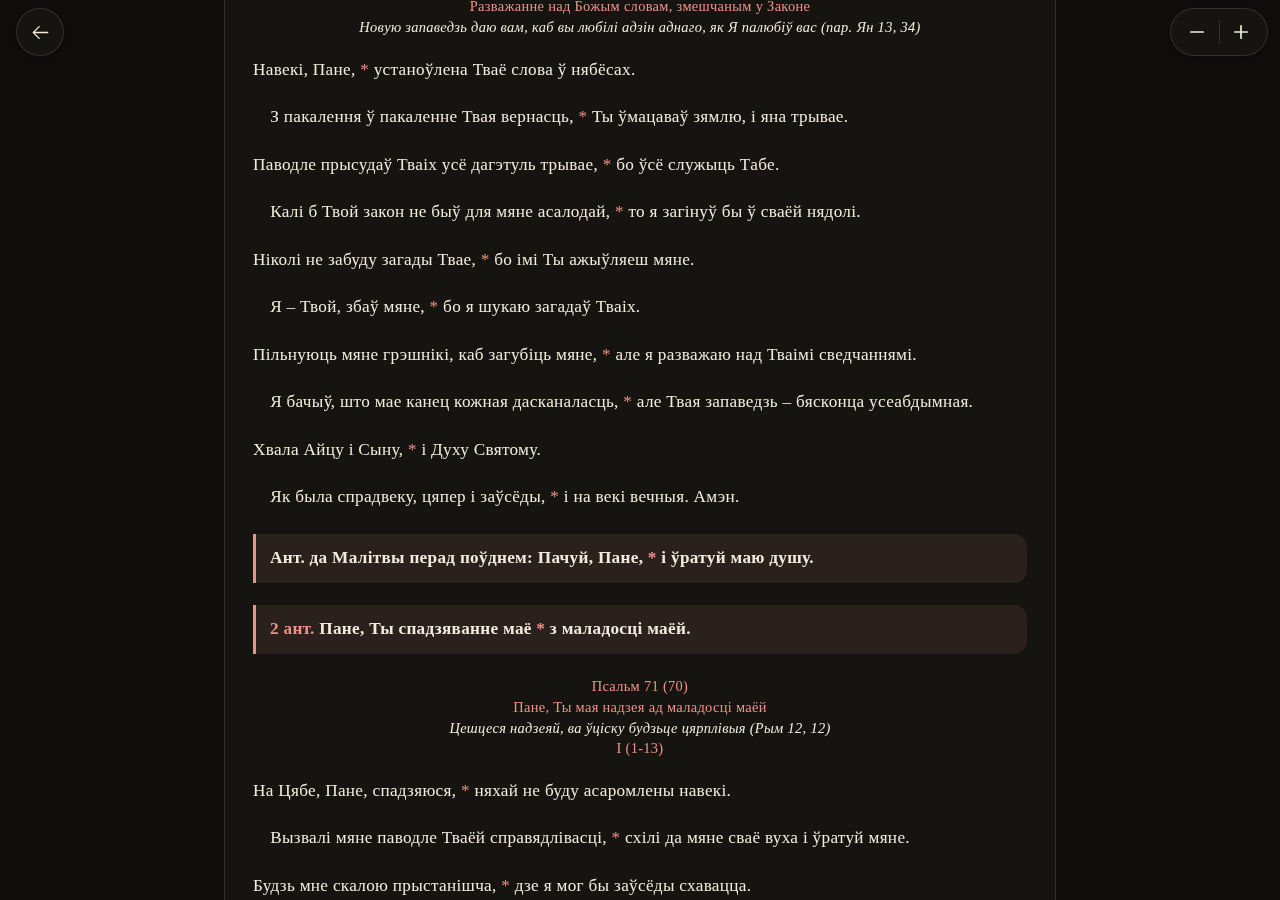 Разважанне над Божым словам, змешчаным у Законе
Новую запаведзь даю вам, каб вы любілі адзін аднаго, як Я палюбіў вас (пар. Ян 13, 34)
Навекі, Пане, * устаноўлена Тваё слова ў нябёсах.
З пакалення ў пакаленне Твая вернасць, * Ты ўмацаваў зямлю, і яна трывае.
Паводле прысудаў Тваіх усё дагэтуль трывае, * бо ўсё служыць Табе.
Калі б Твой закон не быў для мяне асалодай, * то я загінуў бы ў сваёй нядолі.
Ніколі не забуду загады Твае, * бо імі Ты ажыўляеш мяне.
Я – Твой, збаў мяне, * бо я шукаю загадаў Тваіх.
Пільнуюць мяне грэшнікі, каб загубіць мяне, * але я разважаю над Тваімі сведчаннямі.
Я бачыў, што мае канец кожная дасканаласць, * але Твая запаведзь – бясконца усеабдымная.
Хвала Айцу і Сыну, * і Духу Святому.
Як была спрадвеку, цяпер і заўсёды, * і на векі вечныя. Амэн.
Ант. да Малітвы перад поўднем: Пачуй, Пане, * і ўратуй маю душу.
2 ант. Пане, Ты спадзяванне маё * з маладосці маёй.
Псальм 71 (70)
Пане, Ты мая надзея ад маладосці маёй
Цешцеся надзеяй, ва ўціску будзьце цярплівыя (Рым 12, 12)
I (1-13)
На Цябе, Пане, спадзяюся, * няхай не буду асаромлены навекі.
Вызвалі мяне паводле Тваёй справядлівасці, * схілі да мяне сваё вуха і ўратуй мяне.
Будзь мне скалою прыстанішча, * дзе я мог бы заўсёды схавацца.